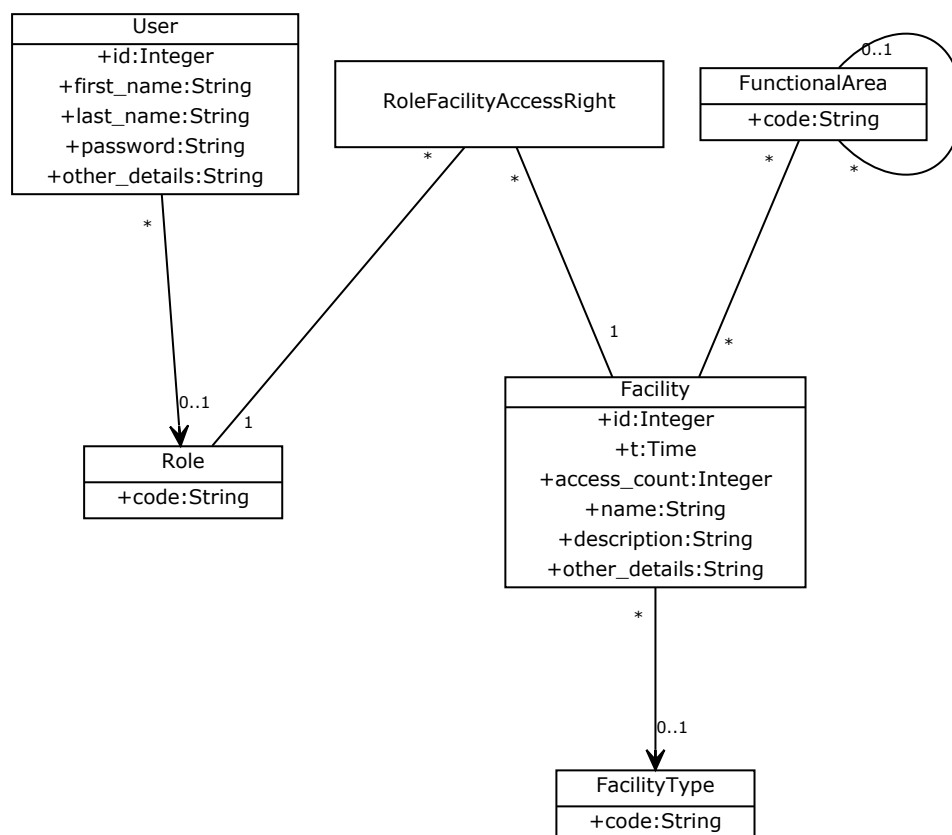 User
+id:Integer
+first_name:String
+last_name:String
+password:String
+other_details:String
RoleFacilityAccessRight
0..1
FunctionalArea
+code:String
*
*
*
*
*
0..1
1
1
*
Role
+code:String
Facility
+id:Integer
+t:Time
+access_count:Integer
+name:String
+description:String
+other_details:String
*
0..1
FacilityType
+code:String